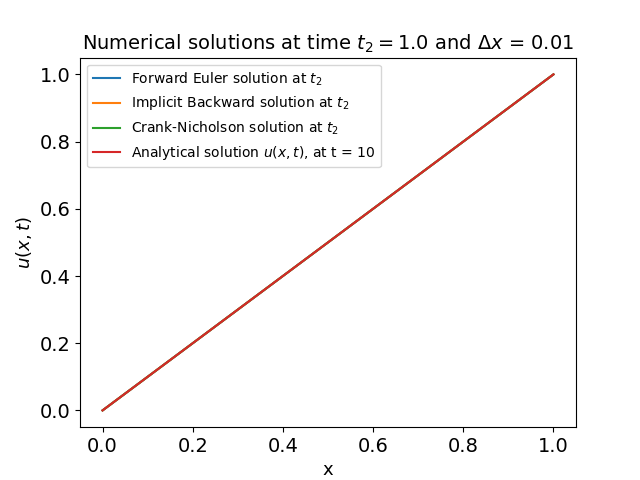 Numerical solutions at time t₂ = 1.0 and Δx = 0.01
Forward Euler solution at t₂
Implicit Backward solution at t₂
Crank-Nicholson solution at t₂
Analytical solution u(x, t), at t = 10
u(x, t)
1.0
0.8
0.6
0.4
0.2
0.0
0.0 0.2 0.4 0.6 0.8 1.0
x